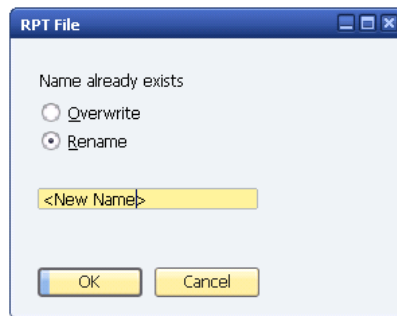 RPT File
Name already exists
Overwrite
Rename
<New Name>
OK
Cancel